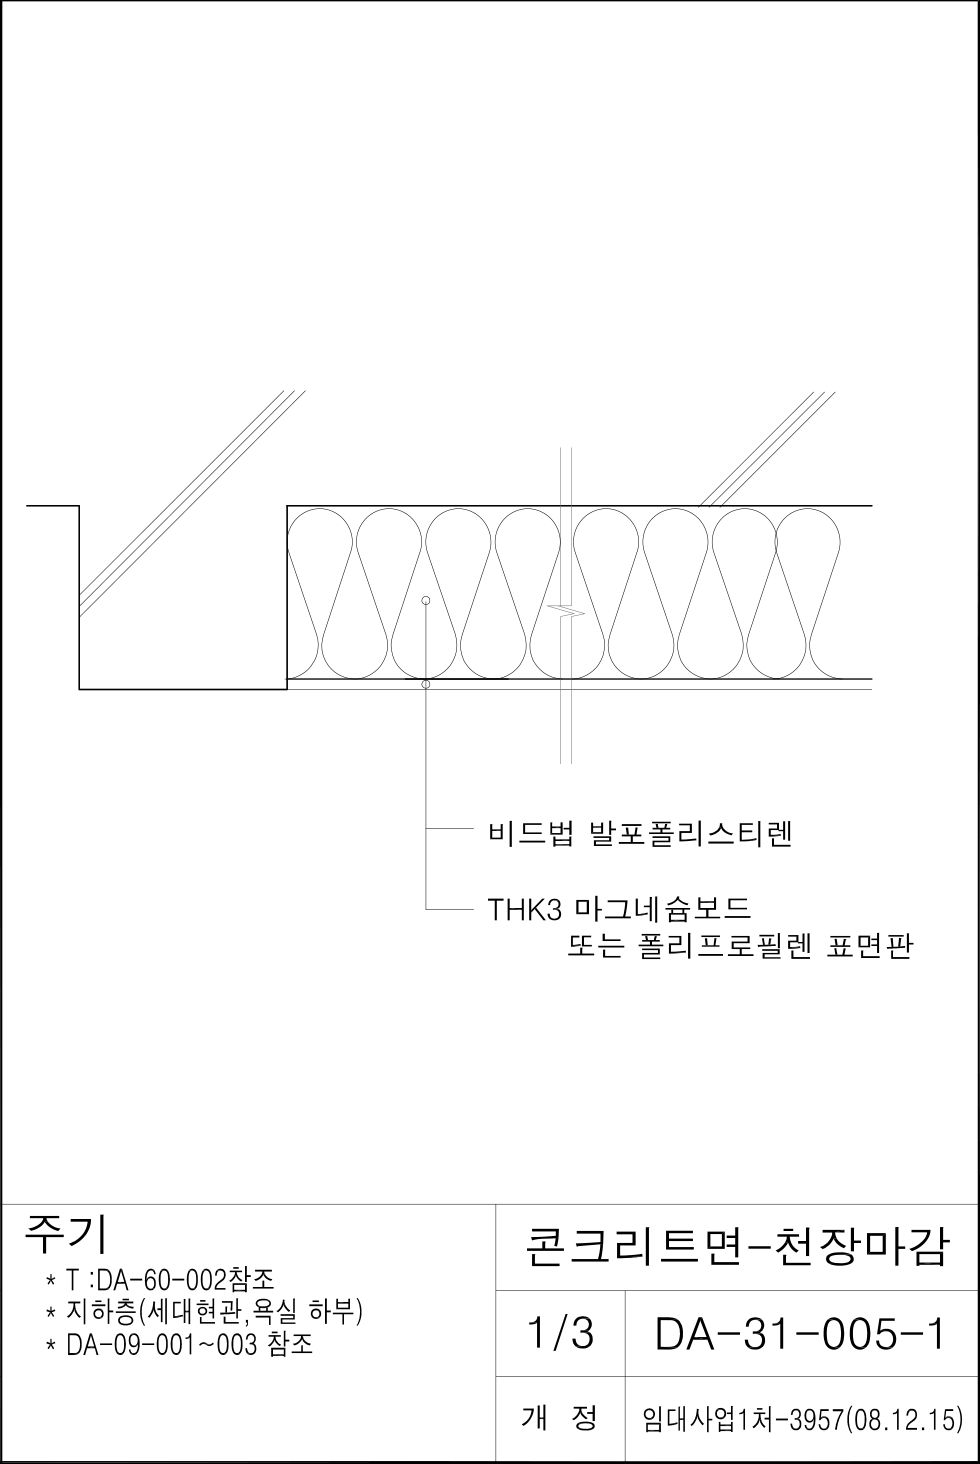 비드법 발포폴리스티렌
THK3 마그네슘보드
또는 폴리프로필렌 표면판
주기
* T :DA-60-002참조
* 지하층(세대현관,욕실 하부)
* DA-09-001~003 참조
콘크리트면-천장마감
1/3
DA-31-005-1
개 정
임대사업1처-3957(08.12.15)